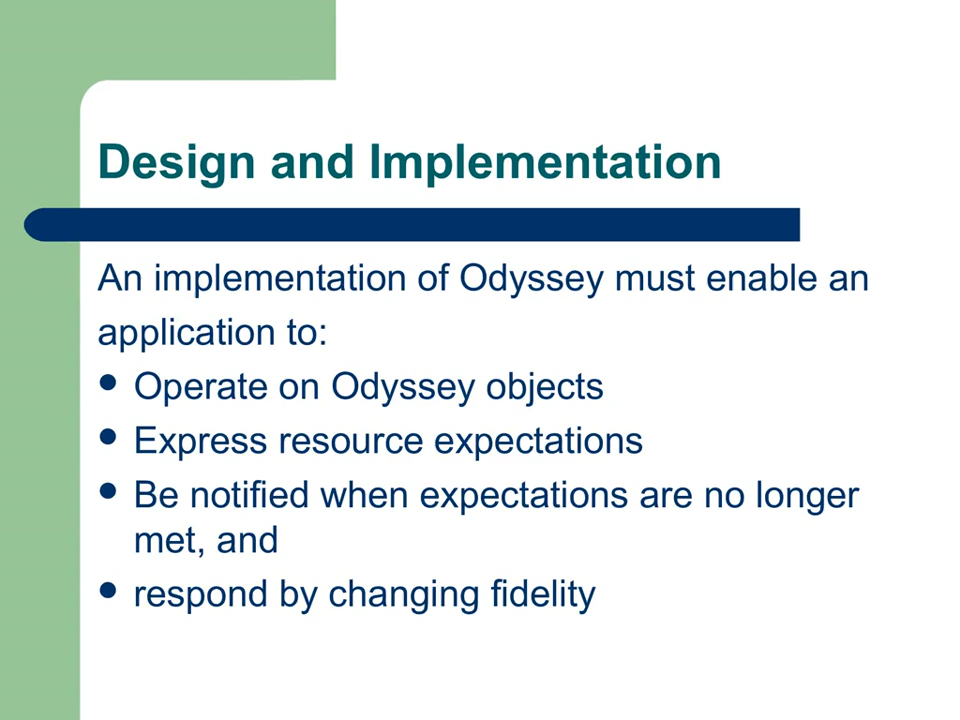 Design and Implementation
An implementation of Odyssey must enable an
application to:
• Operate on Odyssey objects
• Express resource expectations
• Be notified when expectations are no longer
met, and
• respond by changing fidelity